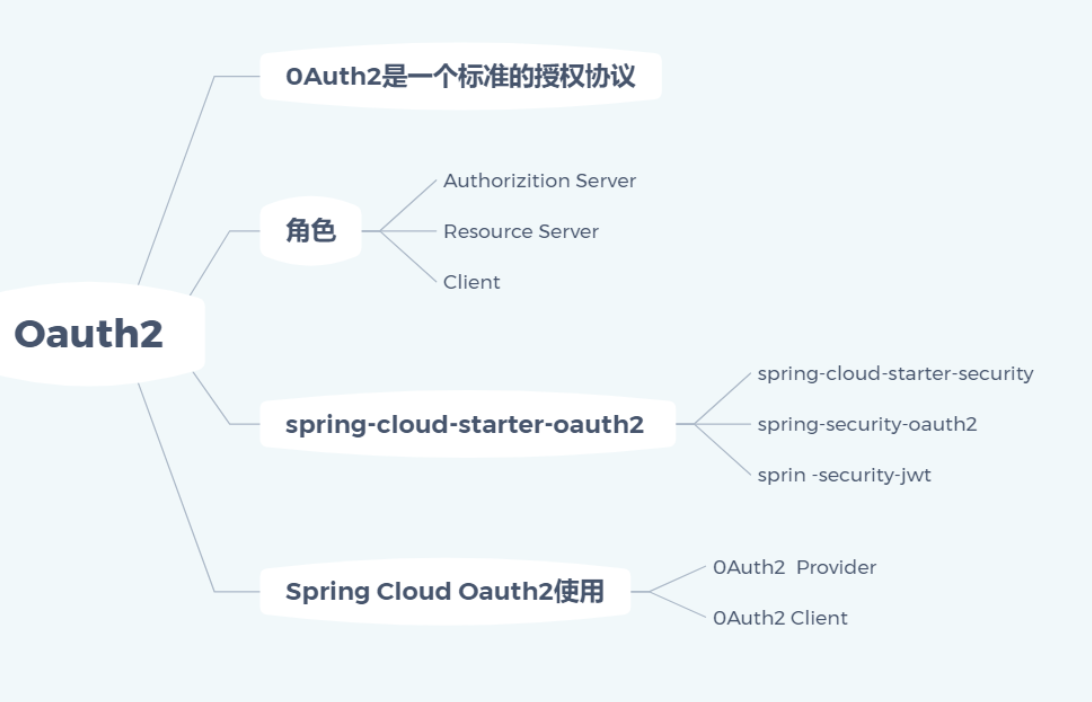 0Auth2是一个标准的授权协议
角色
Authorizition Server
Resource Server
Client
Oauth2
spring-cloud-starter-oauth2
spring-cloud-starter-security
spring-security-oauth2
sprin -security-jwt
Spring Cloud Oauth2使用
0Auth2  Provider
0Auth2 Client